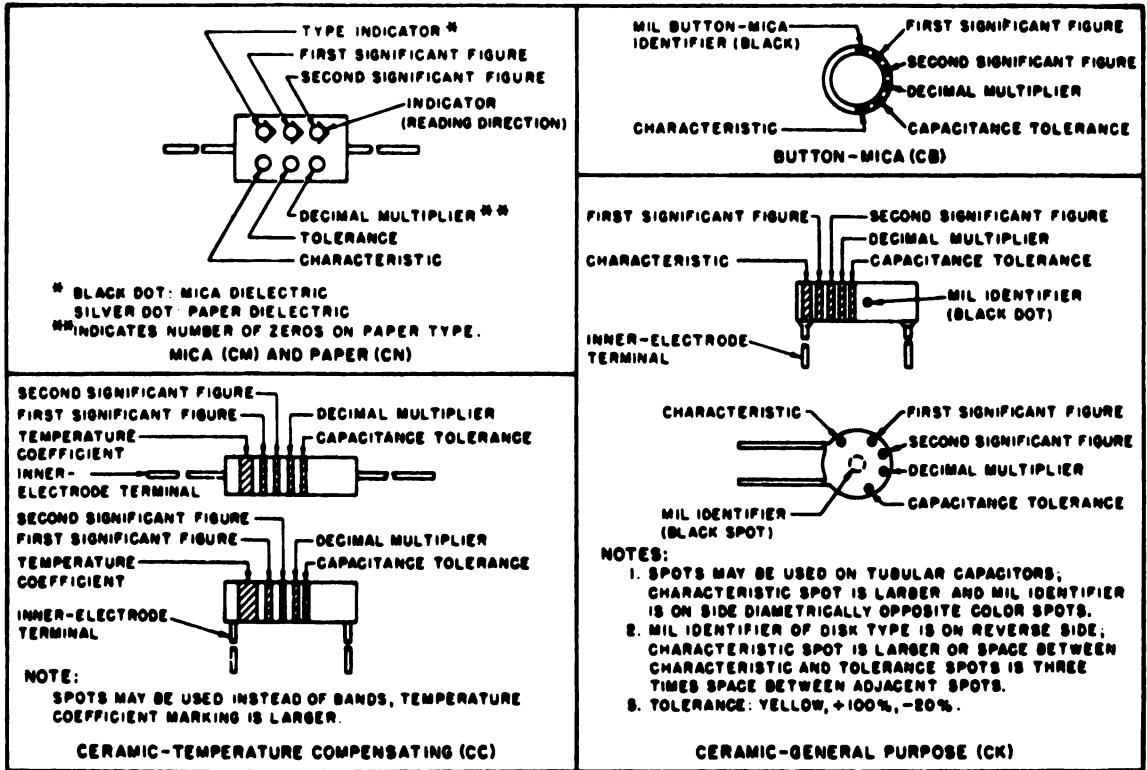 TYPE INDICATOR *
FIRST SIGNIFICANT FIGURE
SECOND SIGNIFICANT FIGURE
INDICATOR
(READING DIRECTION)
DECIMAL MULTIPLIER **
TOLERANCE
CHARACTERISTIC
* BLACK DOT: MICA DIELECTRIC
SILVER DOT: PAPER DIELECTRIC
** INDICATES NUMBER OF ZEROS ON PAPER TYPE.
MICA (CM) AND PAPER (CN)
MIL BUTTON-MICA
IDENTIFIER (BLACK)
FIRST SIGNIFICANT FIGURE
SECOND SIGNIFICANT FIGURE
DECIMAL MULTIPLIER
CHARACTERISTIC
CAPACITANCE TOLERANCE
BUTTON-MICA (CB)
SECOND SIGNIFICANT FIGURE
FIRST SIGNIFICANT FIGURE
DECIMAL MULTIPLIER
TEMPERATURE
COEFFICIENT
CAPACITANCE TOLERANCE
INNER-
ELECTRODE TERMINAL
SECOND SIGNIFICANT FIGURE
FIRST SIGNIFICANT FIGURE
DECIMAL MULTIPLIER
TEMPERATURE
COEFFICIENT
CAPACITANCE TOLERANCE
INNER-ELECTRODE
TERMINAL
NOTE:
SPOTS MAY BE USED INSTEAD OF BANDS, TEMPERATURE
COEFFICIENT MARKING IS LARGER.
CERAMIC-TEMPERATURE COMPENSATING (CC)
FIRST SIGNIFICANT FIGURE
SECOND SIGNIFICANT FIGURE
DECIMAL MULTIPLIER
CHARACTERISTIC
CAPACITANCE TOLERANCE
MIL IDENTIFIER
(BLACK DOT)
INNER-ELECTRODE
TERMINAL
CHARACTERISTIC
FIRST SIGNIFICANT FIGURE
SECOND SIGNIFICANT FIGURE
DECIMAL MULTIPLIER
CAPACITANCE TOLERANCE
MIL IDENTIFIER
(BLACK SPOT)
NOTES:
1. SPOTS MAY BE USED ON TUBULAR CAPACITORS;
CHARACTERISTIC SPOT IS LARGER AND MIL IDENTIFIER
IS ON SIDE DIAMETRICALLY OPPOSITE COLOR SPOTS.
2. MIL IDENTIFIER OF DISK TYPE IS ON REVERSE SIDE;
CHARACTERISTIC SPOT IS LARGER OR SPACE BETWEEN
CHARACTERISTIC AND TOLERANCE SPOTS IS THREE
TIMES SPACE BETWEEN ADJACENT SPOTS.
3. TOLERANCE: YELLOW, +100%, -20%.
CERAMIC-GENERAL PURPOSE (CK)